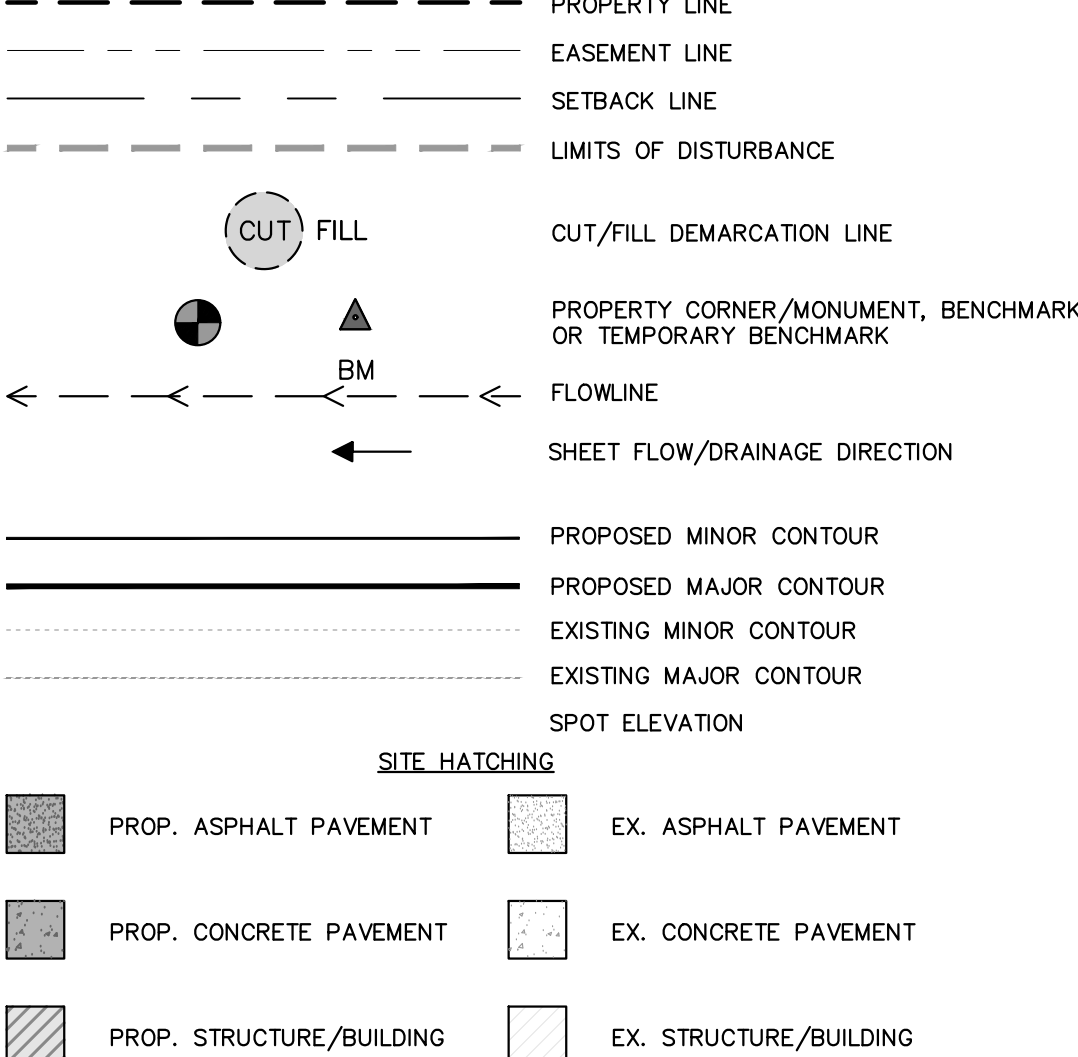 PROPERTY LINE
EASEMENT LINE
SETBACK LINE
LIMITS OF DISTURBANCE
CUT FILL
CUT/FILL DEMARCATION LINE
PROPERTY CORNER/MONUMENT, BENCHMARK
OR TEMPORARY BENCHMARK
BM
FLOWLINE
SHEET FLOW/DRAINAGE DIRECTION
PROPOSED MINOR CONTOUR
PROPOSED MAJOR CONTOUR
EXISTING MINOR CONTOUR
EXISTING MAJOR CONTOUR
SPOT ELEVATION
SITE HATCHING
PROP. ASPHALT PAVEMENT
EX. ASPHALT PAVEMENT
PROP. CONCRETE PAVEMENT
EX. CONCRETE PAVEMENT
PROP. STRUCTURE/BUILDING
EX. STRUCTURE/BUILDING